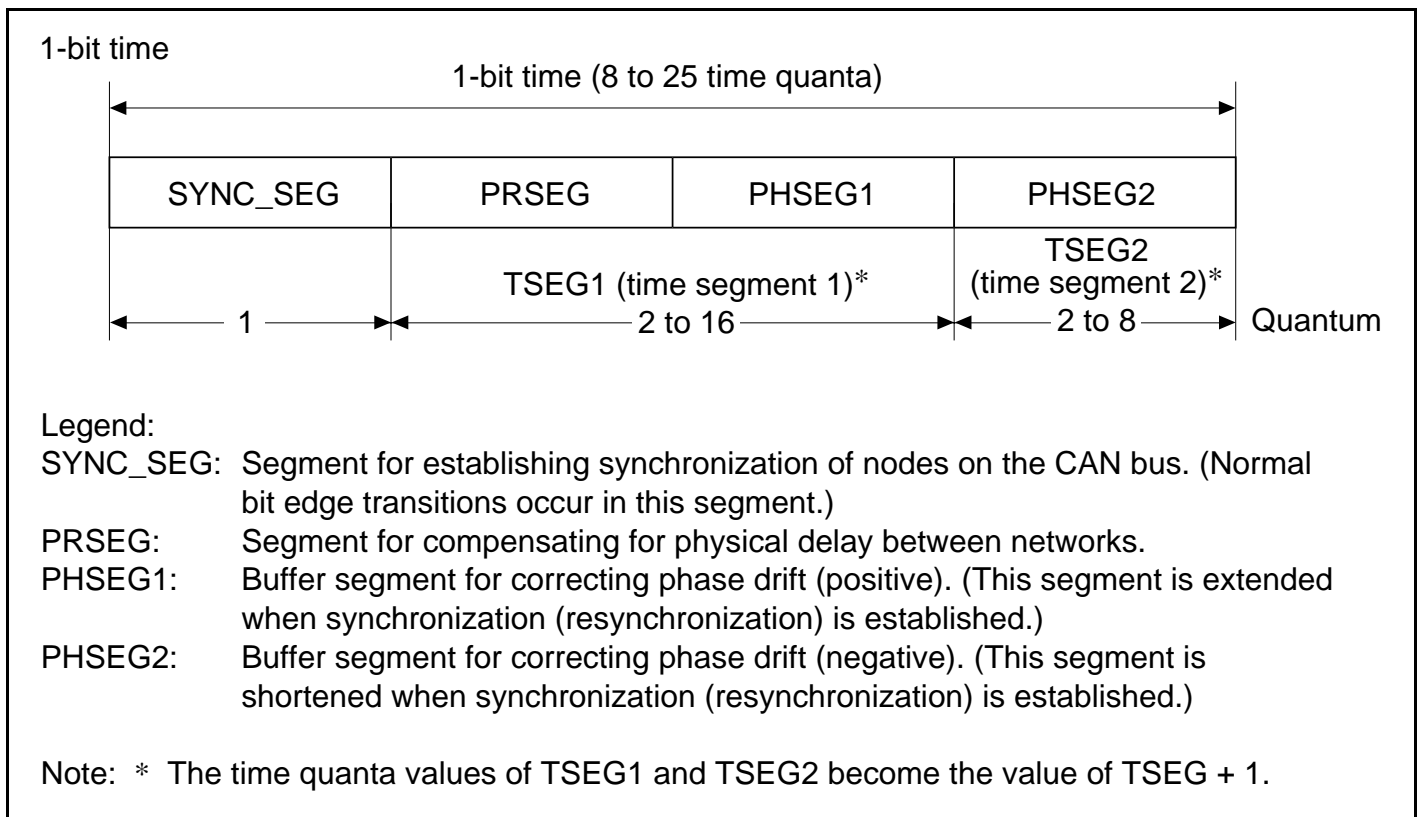 1-bit time
1-bit time (8 to 25 time quanta)
SYNC_SEG PRSEG PHSEG1 PHSEG2
TSEG1 (time segment 1)*
TSEG2
(time segment 2)*
1 2 to 16 2 to 8 Quantum
Legend:
SYNC_SEG: Segment for establishing synchronization of nodes on the CAN bus. (Normal
bit edge transitions occur in this segment.)
PRSEG: Segment for compensating for physical delay between networks.
PHSEG1: Buffer segment for correcting phase drift (positive). (This segment is extended
when synchronization (resynchronization) is established.)
PHSEG2: Buffer segment for correcting phase drift (negative). (This segment is
shortened when synchronization (resynchronization) is established.)
Note: * The time quanta values of TSEG1 and TSEG2 become the value of TSEG + 1.